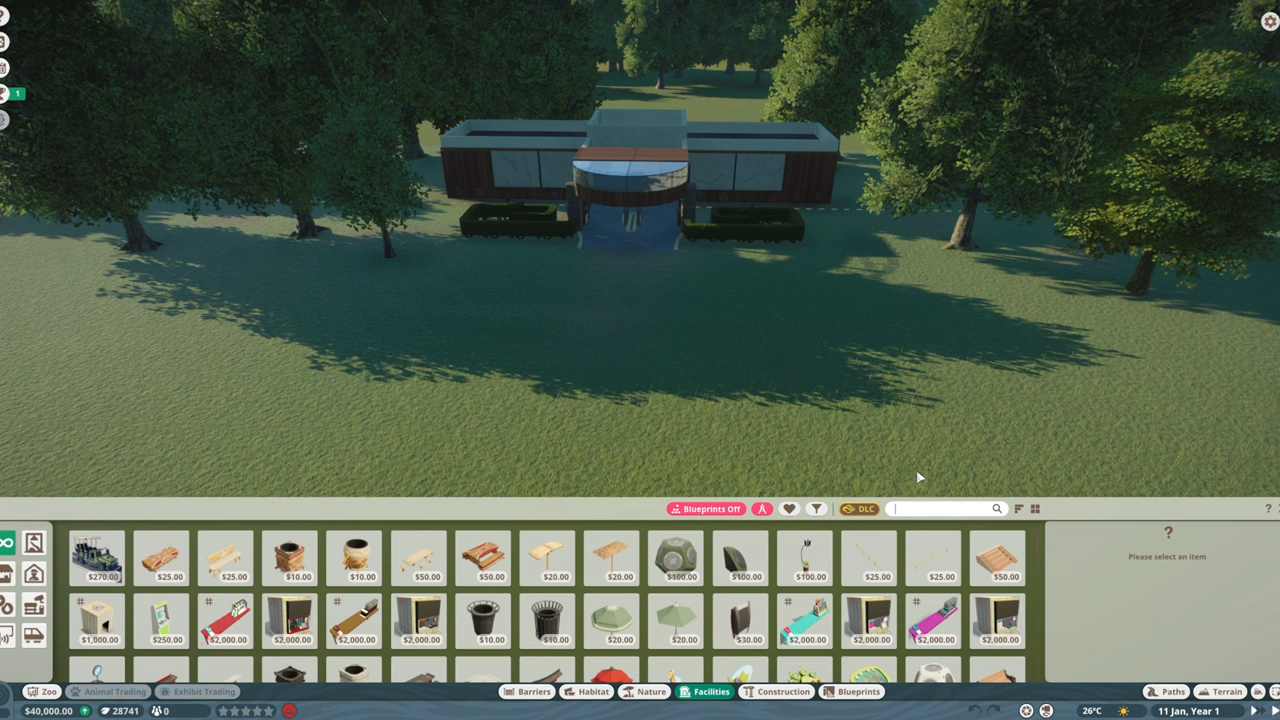 1
Blueprints Off
DLC
?
$270.00 $25.00 $25.00 $10.00 $10.00 $50.00 $50.00 $20.00 $20.00 $100.00 $100.00 $100.00 $25.00 $25.00 $50.00
?
Please select an item
# # # # #
$1,000.00 $250.00 $2,000.00 $2,000.00 $2,000.00 $2,000.00 $10.00 $10.00 $20.00 $20.00 $30.00 $2,000.00 $2,000.00 $2,000.00 $2,000.00
Zoo Animal Trading Exhibit Trading Barriers Habitat Nature Facilities Construction Blueprints Paths Terrain
$40,000.00 28741 0 26°C 11 Jan, Year 1